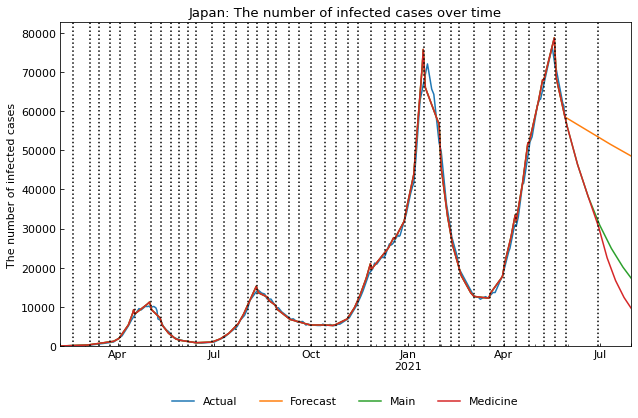 Japan: The number of infected cases over time
The number of infected cases
80000
70000
60000
50000
40000
30000
20000
10000
0
Apr Jul Oct Jan Apr Jul
2021
Actual Forecast Main Medicine